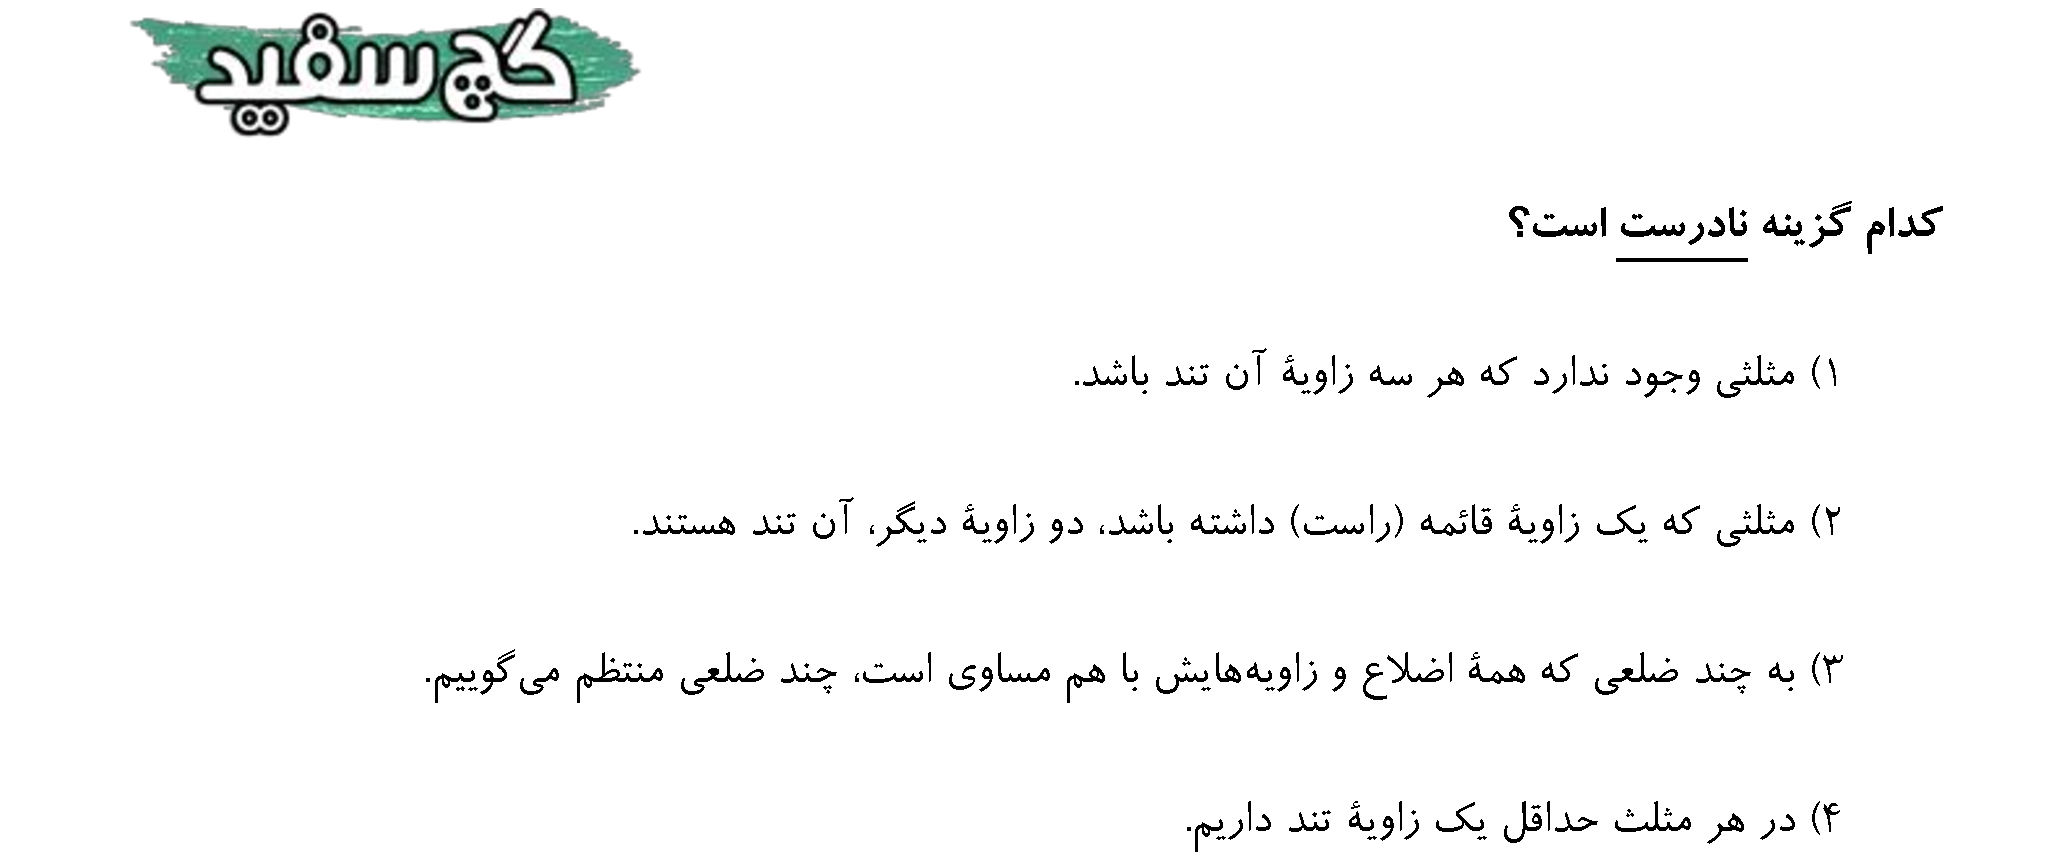 گچ سفید
کدام گزینه نادرست است؟
۱) مثلثی وجود ندارد که هر سه زاویهٔ آن تند باشد.
۲) مثلثی که یک زاویهٔ قائمه (راست) داشته باشد، دو زاویهٔ دیگر، آن تند هستند.
۳) به چند ضلعی که همهٔ اضلاع و زاویه‌هایش با هم مساوی است، چند ضلعی منتظم می‌گوییم.
۴) در هر مثلث حداقل یک زاویهٔ تند داریم.